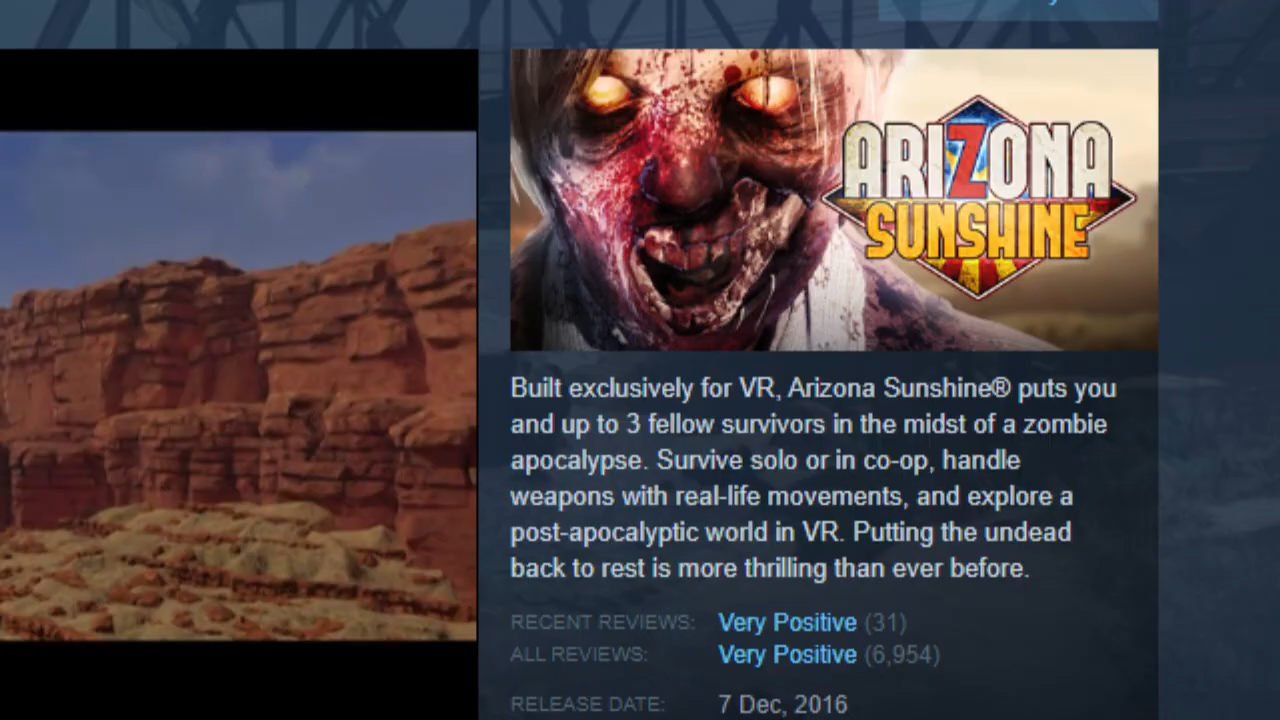 ARIZONA
SUNSHINE
Built exclusively for VR, Arizona Sunshine® puts you
and up to 3 fellow survivors in the midst of a zombie
apocalypse. Survive solo or in co-op, handle
weapons with real-life movements, and explore a
post-apocalyptic world in VR. Putting the undead
back to rest is more thrilling than ever before.
RECENT REVIEWS: Very Positive (31)
ALL REVIEWS: Very Positive (6,954)
RELEASE DATE: 7 Dec, 2016